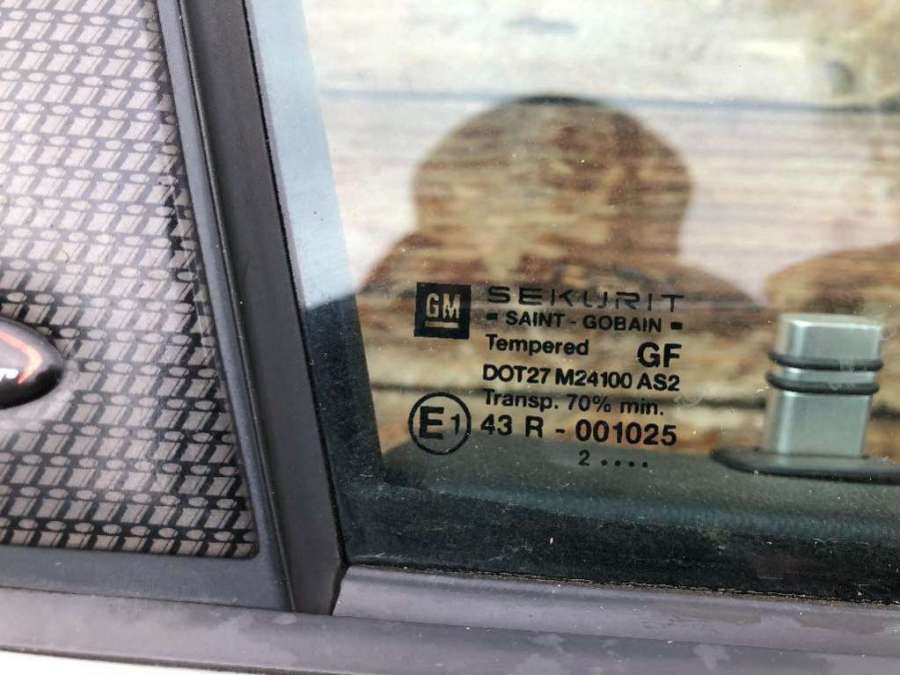 GM SEKURIT
SAINT-GOBAIN
Tempered GF
DOT27 M24100 AS2
Transp. 70% min.
E1 43 R - 001025
2 ....